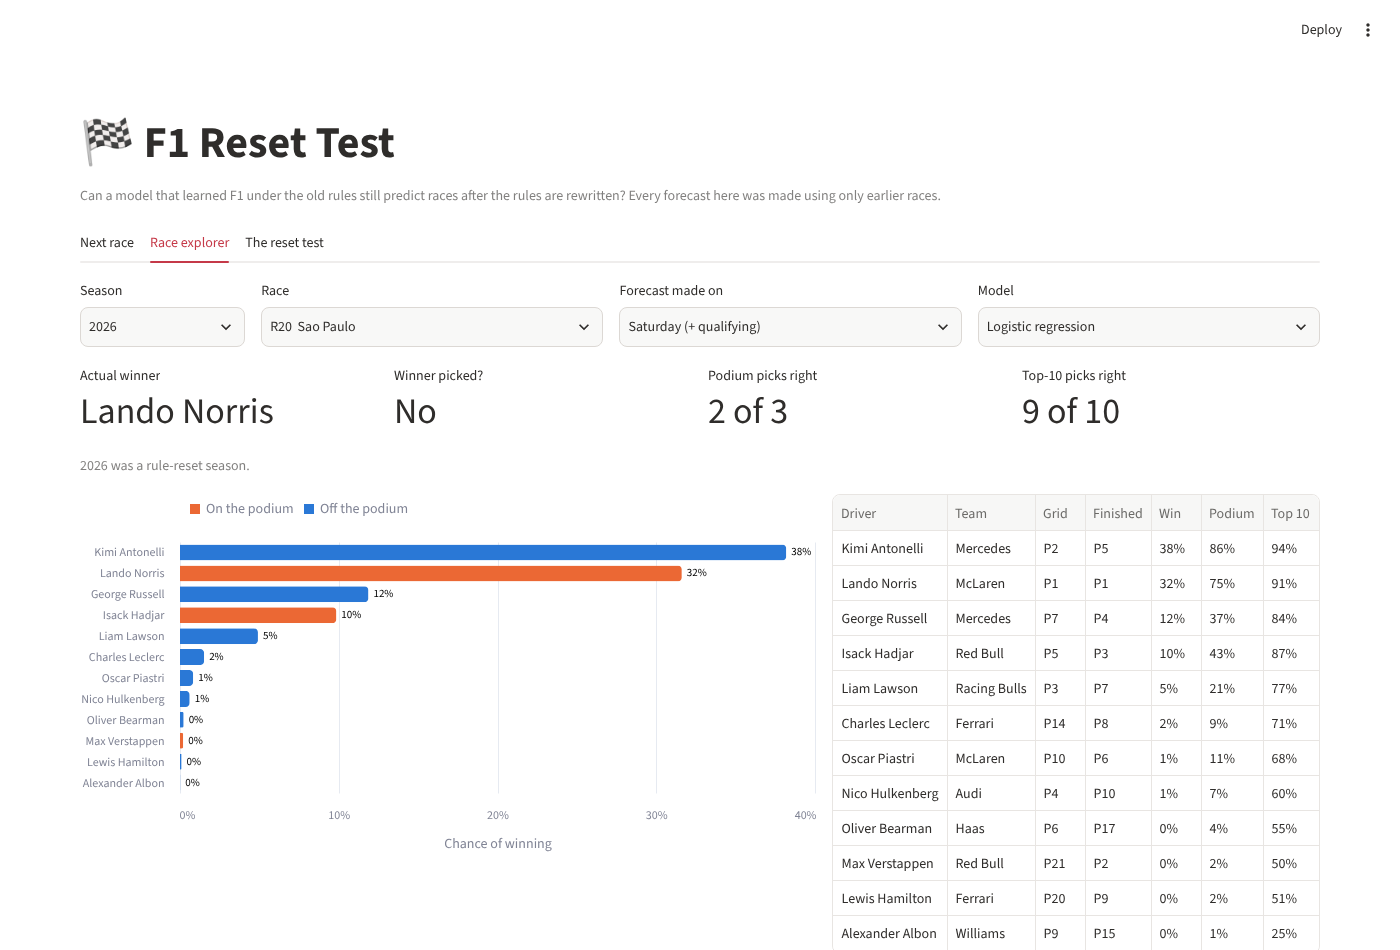 Deploy
F1 Reset Test
Can a model that learned F1 under the old rules still predict races after the rules are rewritten? Every forecast here was made using only earlier races.
Next race Race explorer The reset test
Season Race Forecast made on Model
2026 R20 Sao Paulo Saturday (+ qualifying) Logistic regression
Actual winner Winner picked? Podium picks right Top-10 picks right
Lando Norris No 2 of 3 9 of 10
2026 was a rule-reset season.
On the podium Off the podium
Kimi Antonelli 38%
Lando Norris 32%
George Russell 12%
Isack Hadjar 10%
Liam Lawson 5%
Charles Leclerc 2%
Oscar Piastri 1%
Nico Hulkenberg 1%
Oliver Bearman 0%
Max Verstappen 0%
Lewis Hamilton 0%
Alexander Albon 0%
0% 10% 20% 30% 40%
Chance of winning
Driver Team Grid Finished Win Podium Top 10
Kimi Antonelli Mercedes P2 P5 38% 86% 94%
Lando Norris McLaren P1 P1 32% 75% 91%
George Russell Mercedes P7 P4 12% 37% 84%
Isack Hadjar Red Bull P5 P3 10% 43% 87%
Liam Lawson Racing Bulls P3 P7 5% 21% 77%
Charles Leclerc Ferrari P14 P8 2% 9% 71%
Oscar Piastri McLaren P10 P6 1% 11% 68%
Nico Hulkenberg Audi P4 P10 1% 7% 60%
Oliver Bearman Haas P6 P17 0% 4% 55%
Max Verstappen Red Bull P21 P2 0% 2% 50%
Lewis Hamilton Ferrari P20 P9 0% 2% 51%
Alexander Albon Williams P9 P15 0% 1% 25%